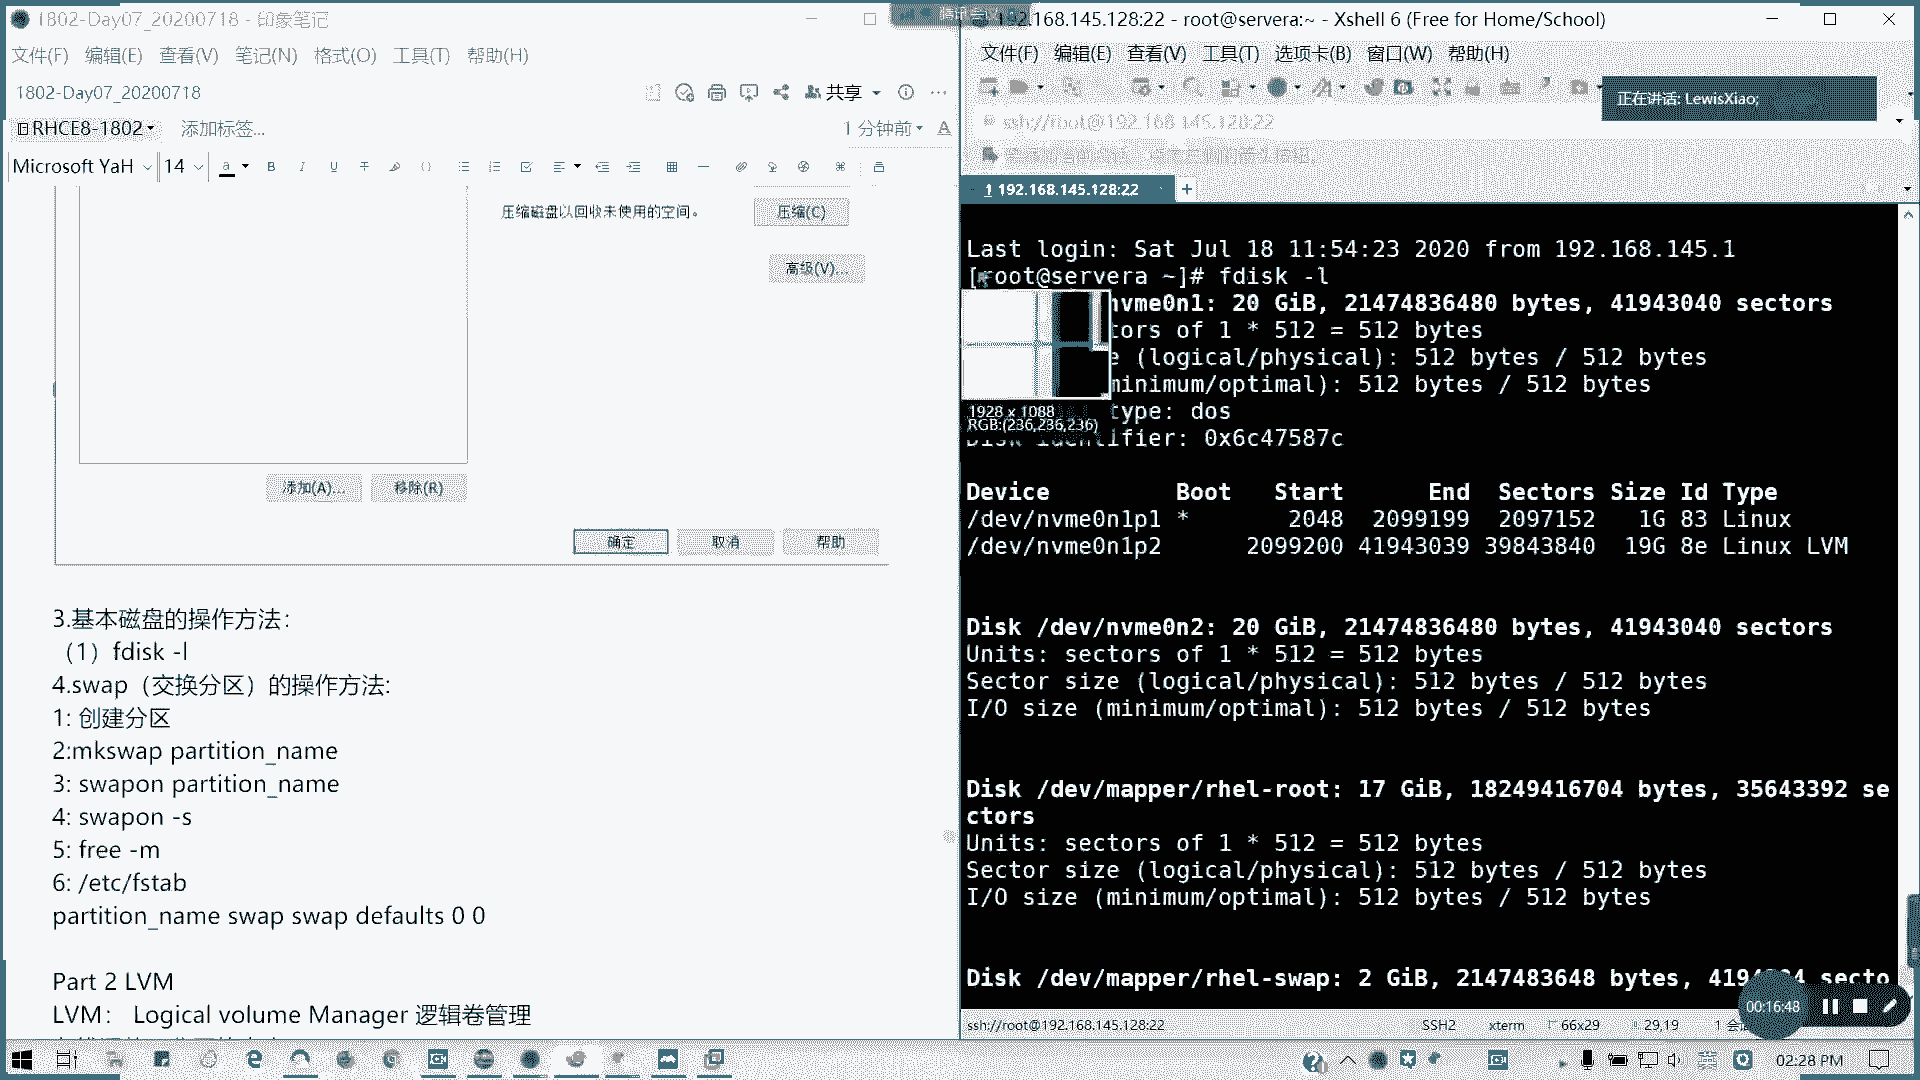 1802-Day07_20200718 - 印象笔记
文件(F) 编辑(E) 查看(V) 笔记(N) 格式(O) 工具(T) 帮助(H)
1802-Day07_20200718
共享
RHCE8-1802 添加标签...
1 分钟前
Microsoft YaH 14
压缩磁盘以回收未使用的空间。 压缩(C)
高级(V)...
添加(A)... 移除(R)
确定 取消 帮助
3.基本磁盘的操作方法：
（1）fdisk -l
4.swap（交换分区）的操作方法:
1: 创建分区
2:mkswap partition_name
3: swapon partition_name
4: swapon -s
5: free -m
6: /etc/fstab
partition_name swap swap defaults 0 0
Part 2 LVM
LVM： Logical volume Manager 逻辑卷管理
192.168.145.128:22 - root@servera:~ - Xshell 6 (Free for Home/School)
文件(F) 编辑(E) 查看(V) 工具(T) 选项卡(B) 窗口(W) 帮助(H)
正在讲话: LewisXiao;
ssh://root@192.168.145.128:22
1 192.168.145.128:22
Last login: Sat Jul 18 11:54:23 2020 from 192.168.145.1
[root@servera ~]# fdisk -l
nvme0n1: 20 GiB, 21474836480 bytes, 41943040 sectors
tors of 1 * 512 = 512 bytes
e (logical/physical): 512 bytes / 512 bytes
minimum/optimal): 512 bytes / 512 bytes
type: dos
1928 x 1088
RGB:(236,236,236)
Disk identifier: 0x6c47587c
Device Boot Start End Sectors Size Id Type
/dev/nvme0n1p1 * 2048 2099199 2097152 1G 83 Linux
/dev/nvme0n1p2 2099200 41943039 39843840 19G 8e Linux LVM
Disk /dev/nvme0n2: 20 GiB, 21474836480 bytes, 41943040 sectors
Units: sectors of 1 * 512 = 512 bytes
Sector size (logical/physical): 512 bytes / 512 bytes
I/O size (minimum/optimal): 512 bytes / 512 bytes
Disk /dev/mapper/rhel-root: 17 GiB, 18249416704 bytes, 35643392 se
ctors
Units: sectors of 1 * 512 = 512 bytes
Sector size (logical/physical): 512 bytes / 512 bytes
I/O size (minimum/optimal): 512 bytes / 512 bytes
Disk /dev/mapper/rhel-swap: 2 GiB, 2147483648 bytes, 4194304 secto
00:16:48
ssh://root@192.168.145.128:22 SSH2 xterm 66x29 29,19
02:28 PM